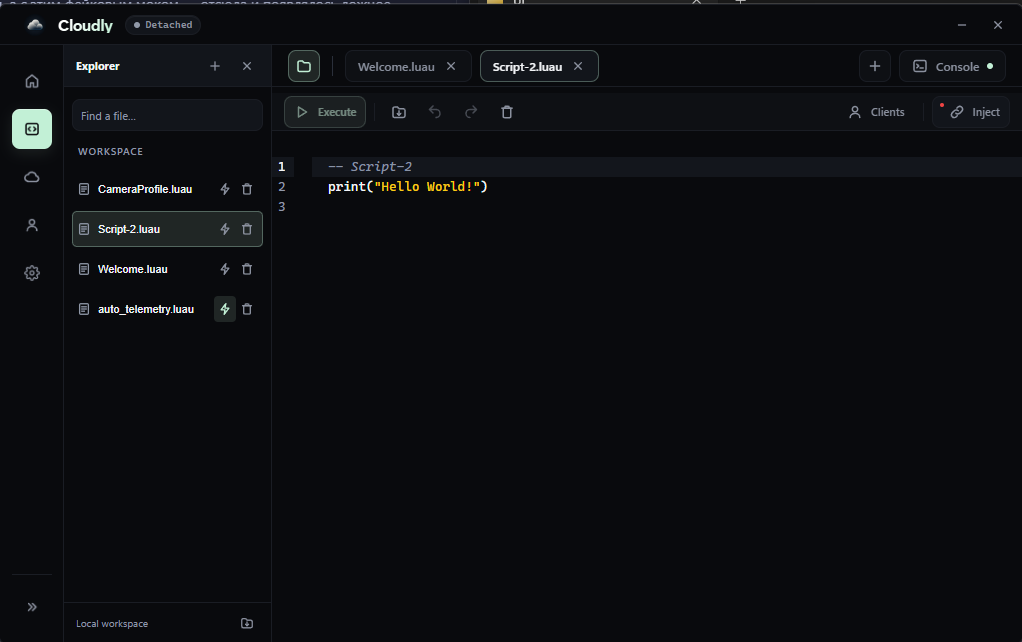 Cloudly
Detached
Explorer
Welcome.luau
Script-2.luau
Console
Find a file...
Execute
Clients
Inject
WORKSPACE
CameraProfile.luau
Script-2.luau
Welcome.luau
auto_telemetry.luau
1 -- Script-2
2 print("Hello World!")
3
Local workspace